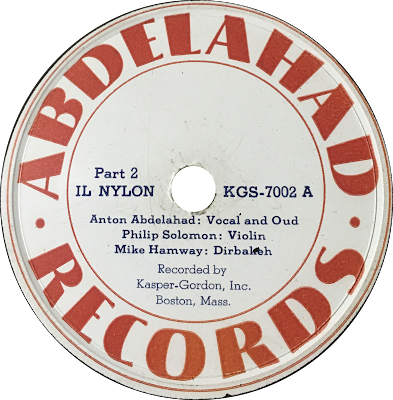 ABDELAHAD
Part 2
IL NYLON KGS-7002 A
Anton Abdelahad: Vocal and Oud
Philip Solomon: Violin
Mike Hamway: Dirbakeh
Recorded by
Kasper-Gordon, Inc.
Boston, Mass.
· RECORDS ·